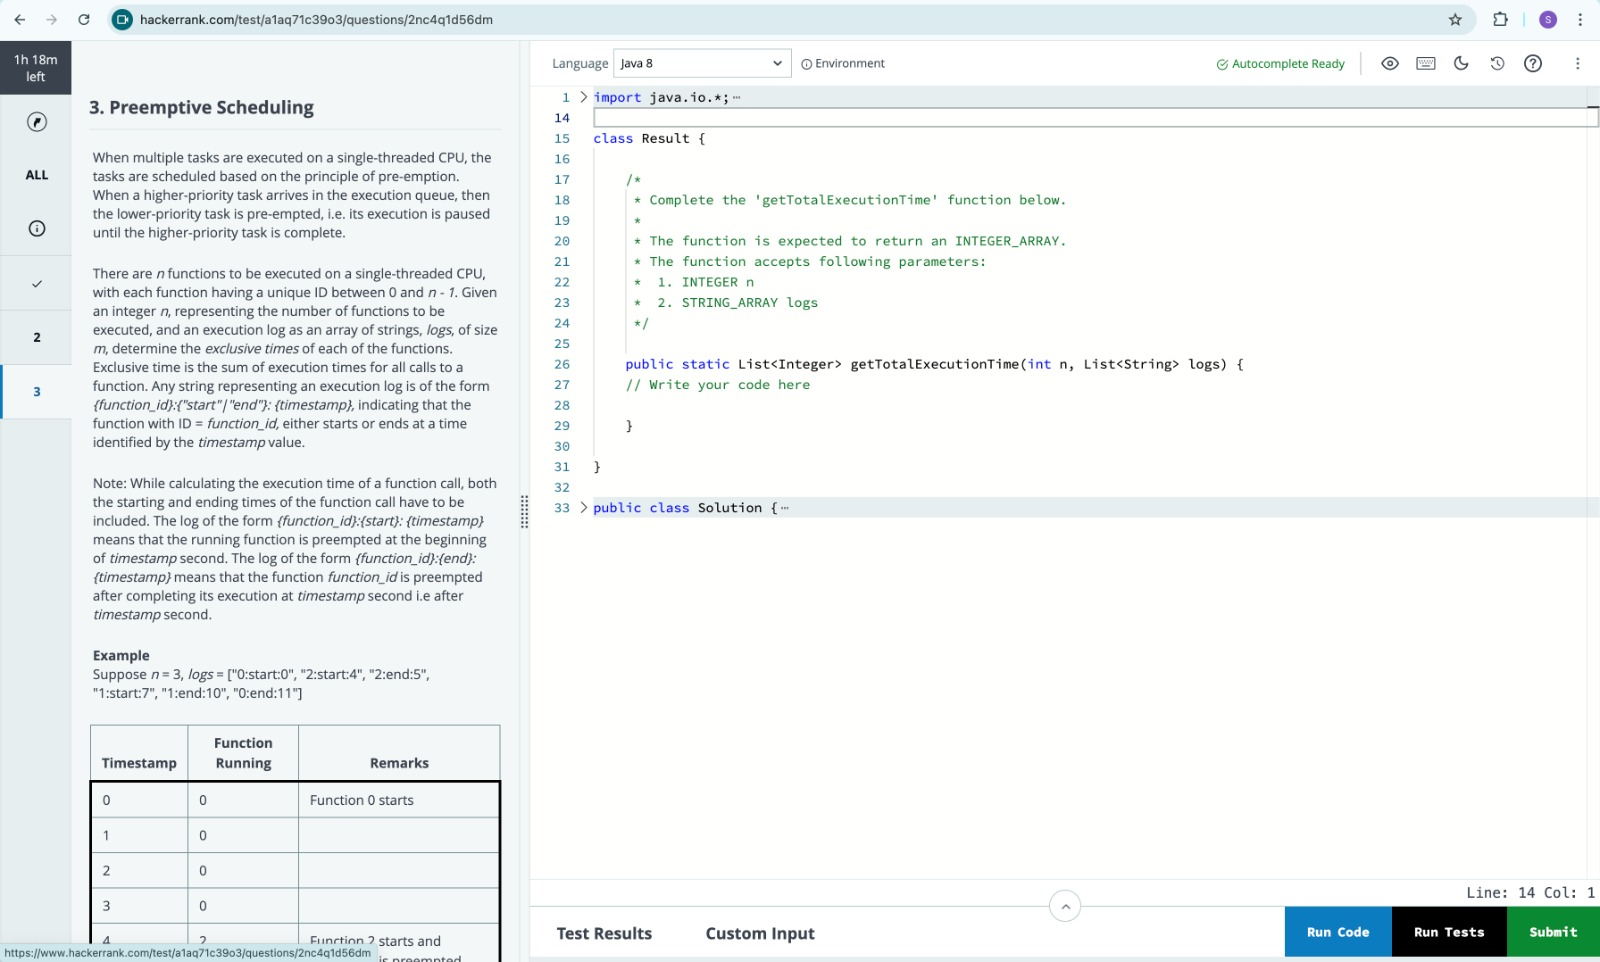 hackerrank.com/test/a1aq71c39o3/questions/2nc4q1d56dm
S
1h 18m
left
ALL
2
3
3. Preemptive Scheduling
When multiple tasks are executed on a single-threaded CPU, the
tasks are scheduled based on the principle of pre-emption.
When a higher-priority task arrives in the execution queue, then
the lower-priority task is pre-empted, i.e. its execution is paused
until the higher-priority task is complete.
There are n functions to be executed on a single-threaded CPU,
with each function having a unique ID between 0 and n - 1. Given
an integer n, representing the number of functions to be
executed, and an execution log as an array of strings, logs, of size
m, determine the exclusive times of each of the functions.
Exclusive time is the sum of execution times for all calls to a
function. Any string representing an execution log is of the form
{function_id}:{"start"|"end"}: {timestamp}, indicating that the
function with ID = function_id, either starts or ends at a time
identified by the timestamp value.
Note: While calculating the execution time of a function call, both
the starting and ending times of the function call have to be
included. The log of the form {function_id}:{start}: {timestamp}
means that the running function is preempted at the beginning
of timestamp second. The log of the form {function_id}:{end}:
{timestamp} means that the function function_id is preempted
after completing its execution at timestamp second i.e after
timestamp second.
Example
Suppose n = 3, logs = ["0:start:0", "2:start:4", "2:end:5",
"1:start:7", "1:end:10", "0:end:11"]
Timestamp Function Running Remarks
0 0 Function 0 starts
1 0
2 0
3 0
4 2 Function 2 starts and
is preempted
https://www.hackerrank.com/test/a1aq71c39o3/questions/2nc4q1d56dm
Language Java 8 Environment Autocomplete Ready
1 import java.io.*; ⋯
14
15 class Result {
16
17 /*
18 * Complete the 'getTotalExecutionTime' function below.
19 *
20 * The function is expected to return an INTEGER_ARRAY.
21 * The function accepts following parameters:
22 * 1. INTEGER n
23 * 2. STRING_ARRAY logs
24 */
25
26 public static List<Integer> getTotalExecutionTime(int n, List<String> logs) {
27 // Write your code here
28
29 }
30
31 }
32
33 public class Solution { ⋯
Line: 14 Col: 1
Test Results Custom Input Run Code Run Tests Submit